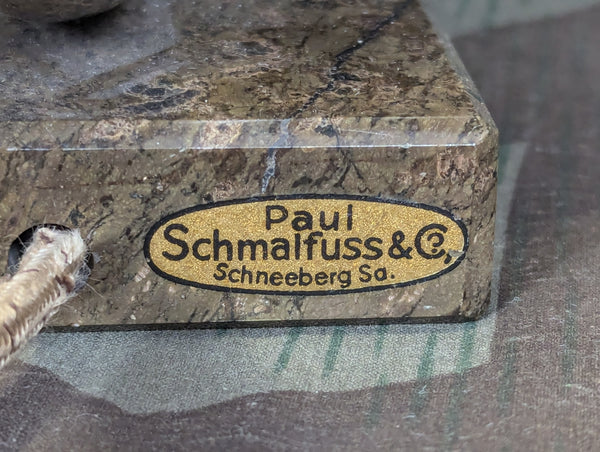 Paul
Schmalfuss & Co.,
Schneeberg Sa.